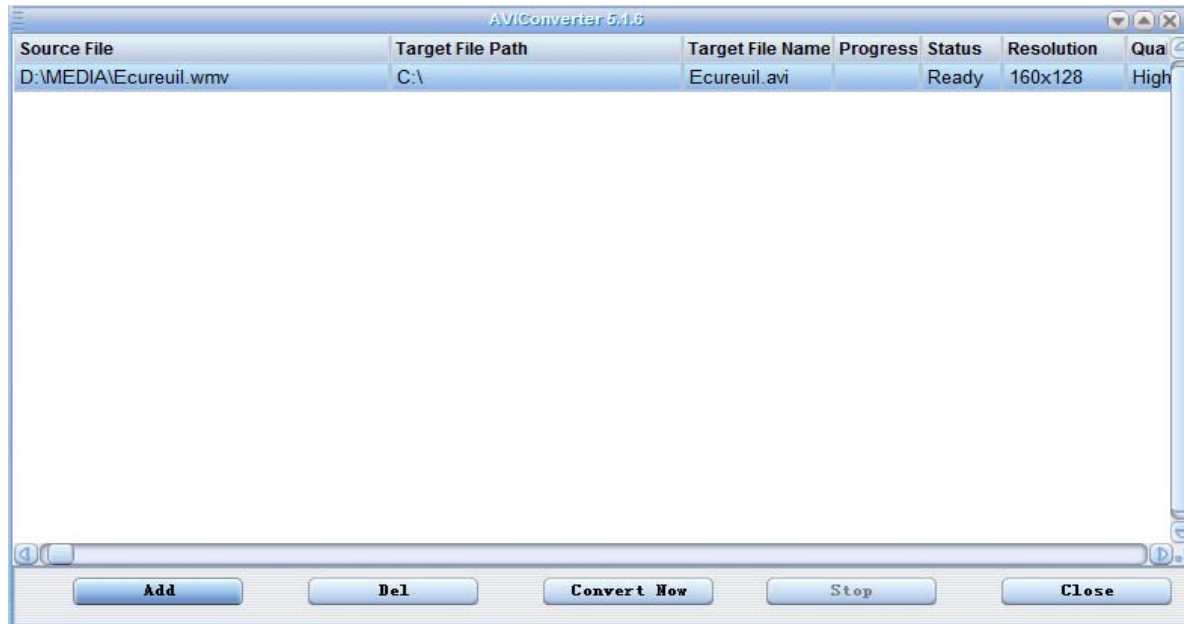 AVIConverter 5.1.6
Source File Target File Path Target File Name Progress Status Resolution Qual
D:\MEDIA\Ecureuil.wmv C:\ Ecureuil.avi Ready 160x128 High
Add Del Convert Now Stop Close